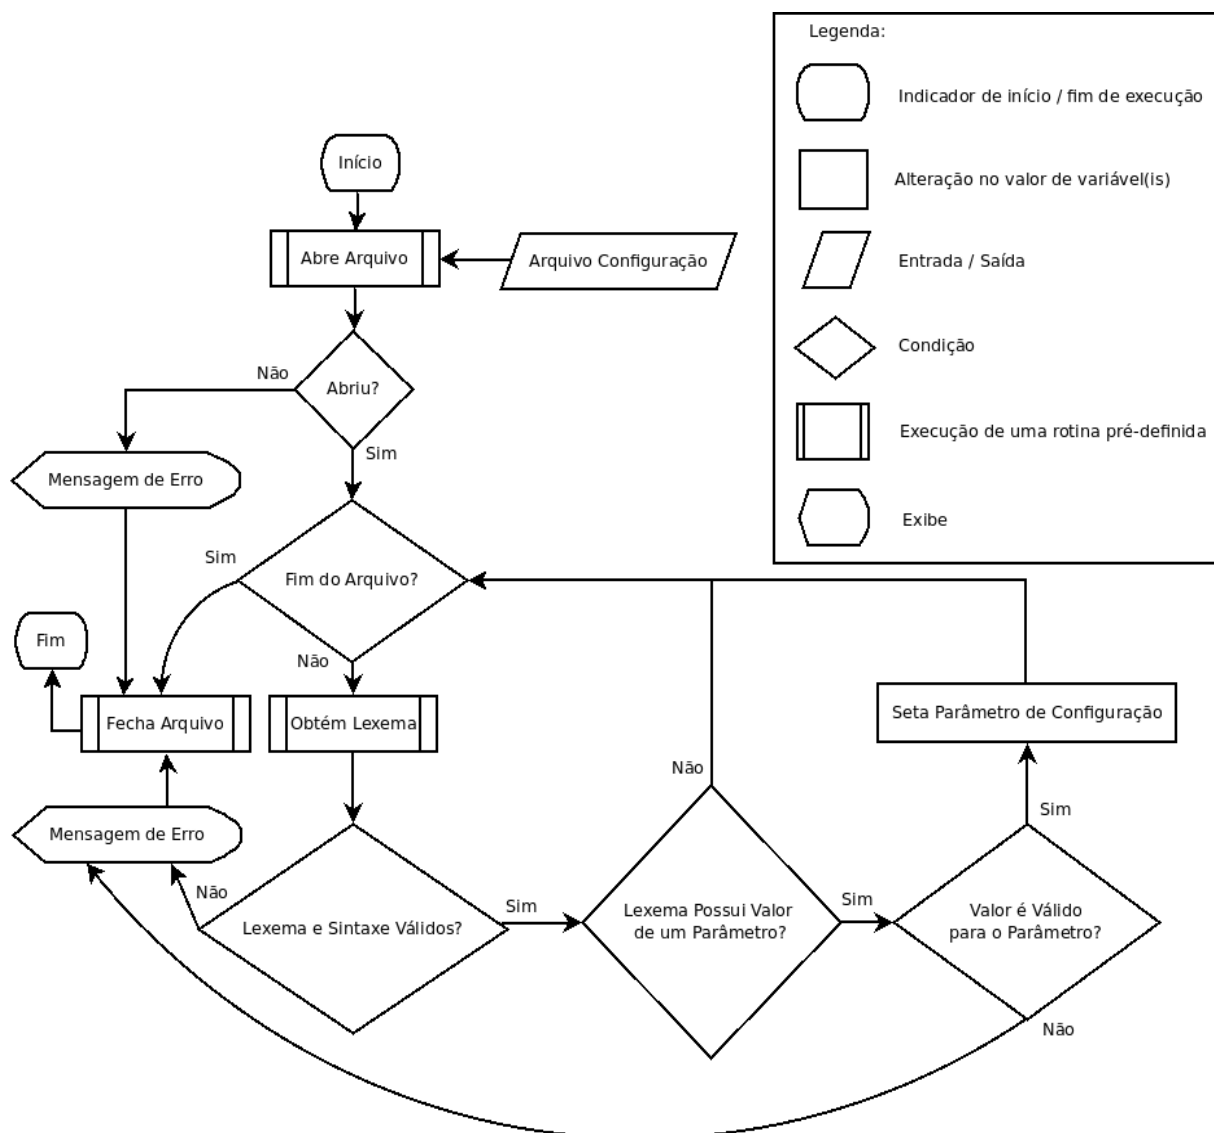 Legenda:
Indicador de início / fim de execução
Alteração no valor de variável(is)
Entrada / Saída
Condição
Execução de uma rotina pré-definida
Exibe
Início
Abre Arquivo
Arquivo Configuração
Não
Abriu?
Sim
Mensagem de Erro
Sim
Fim do Arquivo?
Fim
Não
Fecha Arquivo
Obtém Lexema
Seta Parâmetro de Configuração
Não
Sim
Mensagem de Erro
Não
Lexema e Sintaxe Válidos?
Sim
Lexema Possui Valor
de um Parâmetro?
Sim
Valor é Válido
para o Parâmetro?
Não